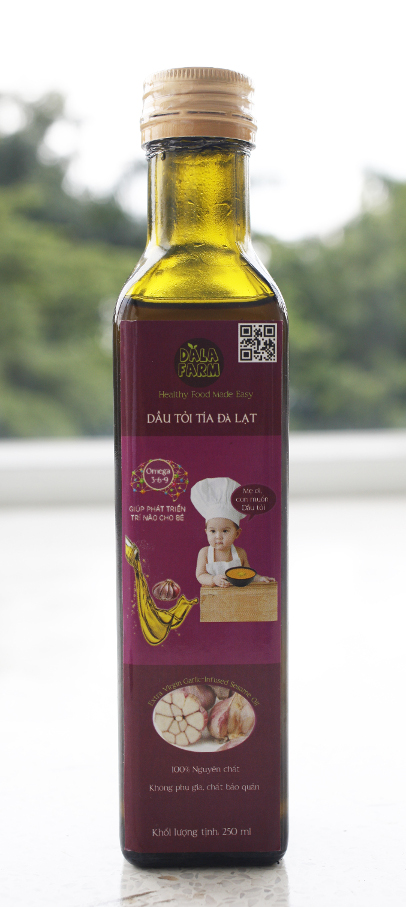 DALA
FARM
Healthy Food Made Easy
DẦU TỎI TÍA ĐÀ LẠT
Omega
3-6-9
GIÚP PHÁT TRIỂN
TRÍ NÃO CHO BÉ
Mẹ ơi,
con muốn
Dầu tỏi
Extra Virgin Garlic-Infused Sesame Oil
100% Nguyên chất
Không phụ gia, chất bảo quản
Khối lượng tịnh: 250 ml